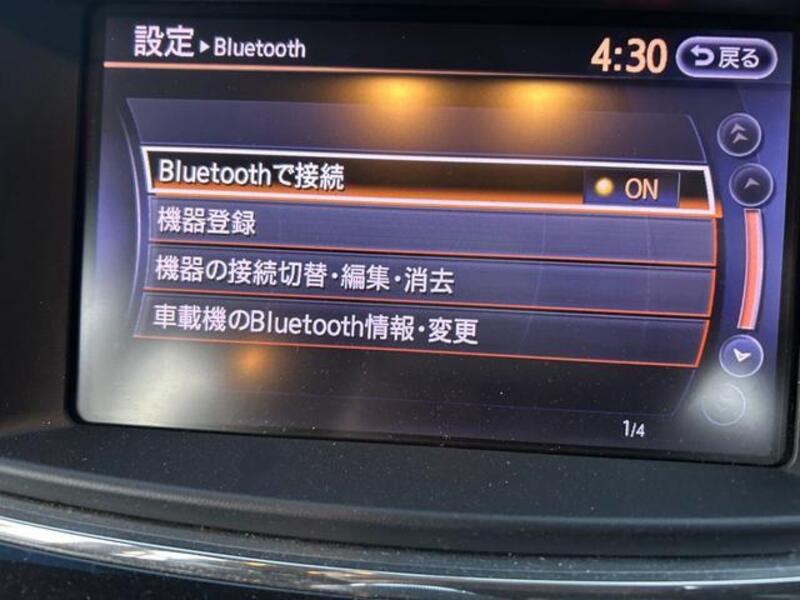 設定▶Bluetooth
4:30
戻る
Bluetoothで接続
ON
機器登録
機器の接続切替・編集・消去
車載機のBluetooth情報・変更
1/4